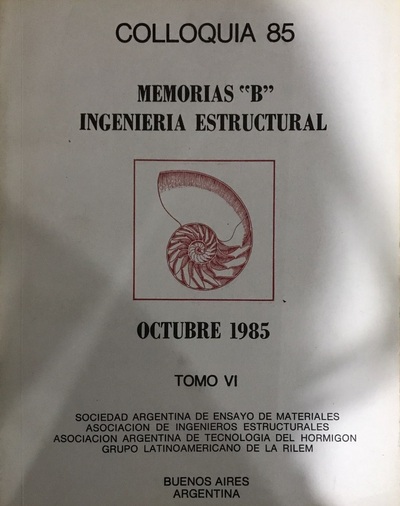 COLLOQUIA 85
MEMORIAS “B”
INGENIERIA ESTRUCTURAL
OCTUBRE 1985
TOMO VI
SOCIEDAD ARGENTINA DE ENSAYO DE MATERIALES
ASOCIACION DE INGENIEROS ESTRUCTURALES
ASOCIACION ARGENTINA DE TECNOLOGIA DEL HORMIGON
GRUPO LATINOAMERICANO DE LA RILEM
BUENOS AIRES
ARGENTINA